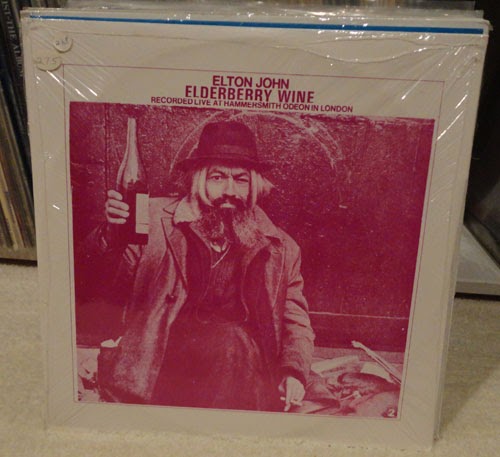 ELTON JOHN
ELDERBERRY WINE
RECORDED LIVE AT HAMMERSMITH ODEON IN LONDON